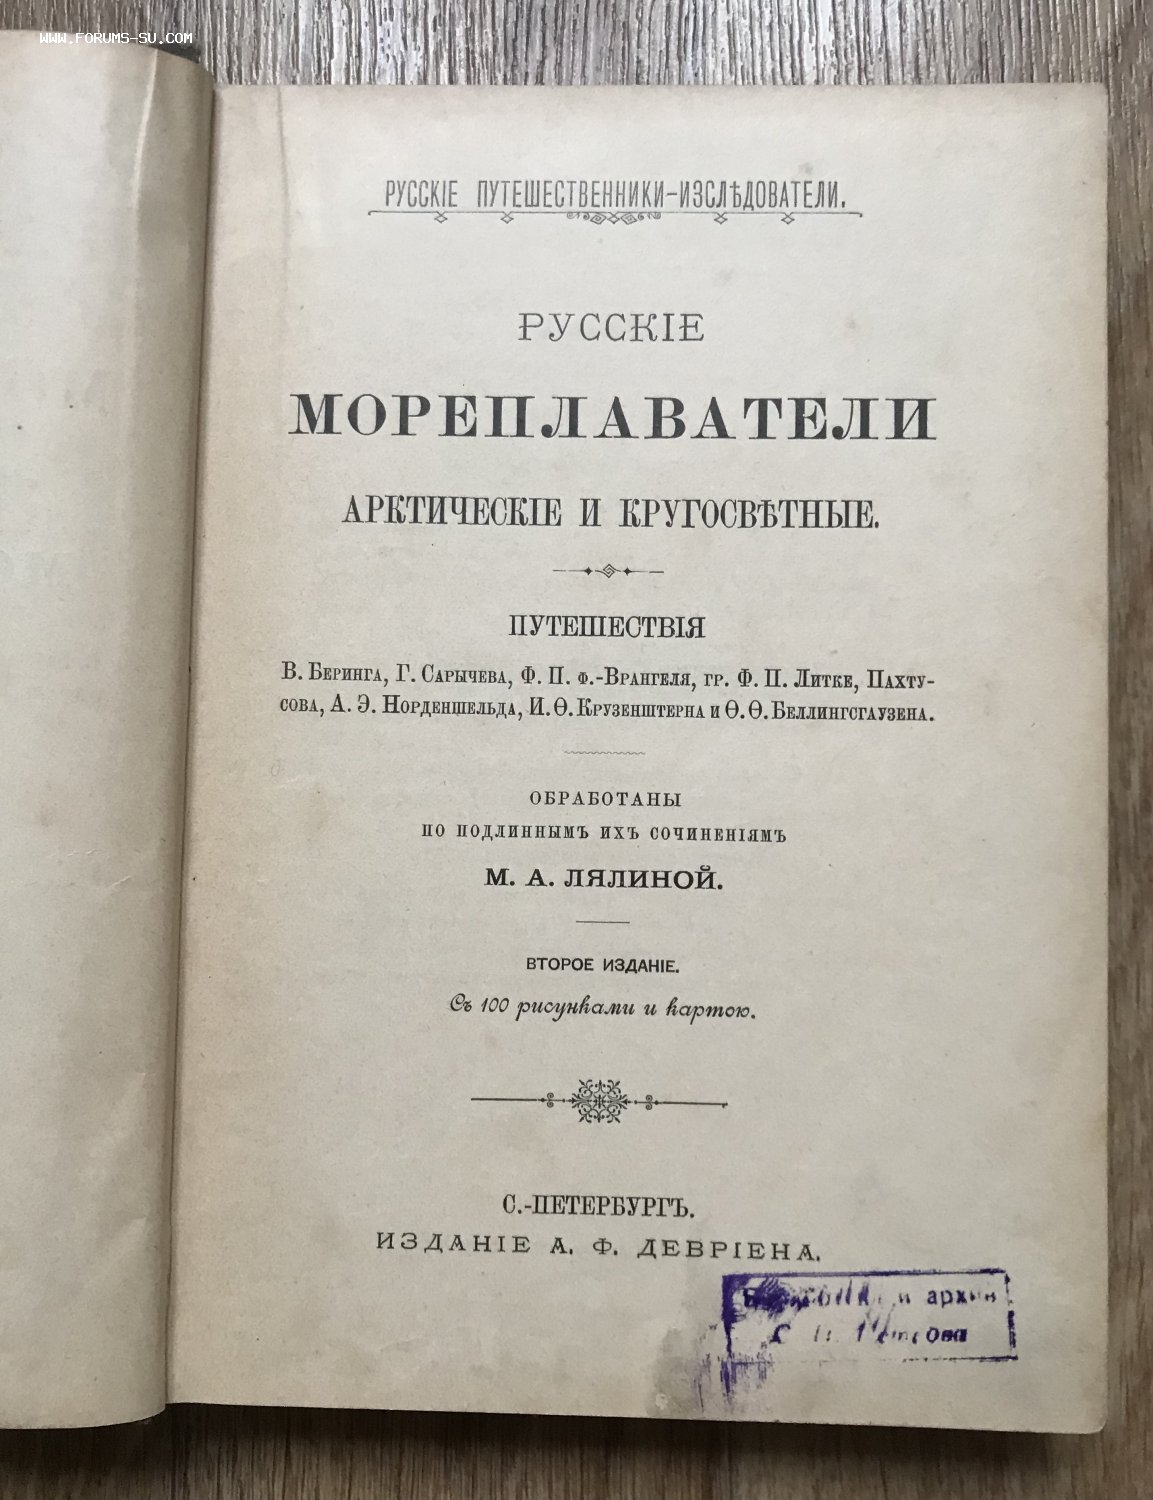 WWW.FORUMS-SU.COM
РУССКІЕ ПУТЕШЕСТВЕННИКИ-ИЗСЛѢДОВАТЕЛИ.
РУССКІЕ
МОРЕПЛАВАТЕЛИ
АРКТИЧЕСКІЕ И КРУГОСВѢТНЫЕ.
ПУТЕШЕСТВІЯ
В. БЕРИНГА, Г. САРЫЧЕВА, Ф. П. Ф.-ВРАНГЕЛЯ, ГР. Ф. П. ЛИТКЕ, ПАХТУ-
СОВА, А. Э. НОРДЕНШЕЛЬДА, И. Ѳ. КРУЗЕНШТЕРНА И Ѳ. Ѳ. БЕЛЛИНГСГАУЗЕНА.
ОБРАБОТАНЫ
ПО ПОДЛИННЫМЪ ИХЪ СОЧИНЕНІЯМЪ
М. А. ЛЯЛИНОЙ.
ВТОРОЕ ИЗДАНІЕ.
Съ 100 рисунками и картою.
С.-ПЕТЕРБУРГЪ.
ИЗДАНІЕ А. Ф. ДЕВРІЕНА.
и архив